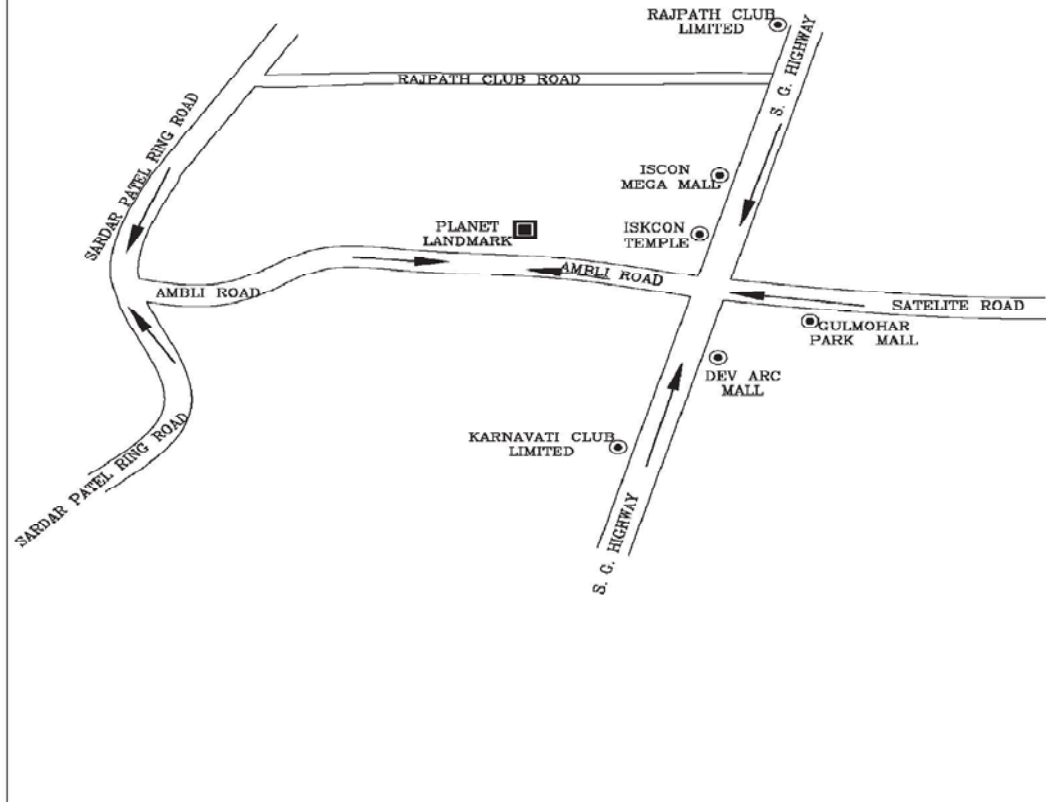 RAJPATH CLUB
LIMITED
S. G. HIGHWAY
RAJPATH CLUB ROAD
SARDAR PATEL RING ROAD
ISCON
MEGA MALL
PLANET
LANDMARK
ISKCON
TEMPLE
AMBLI ROAD
AMBLI ROAD
SATELITE ROAD
GULMOHAR
PARK MALL
DEV ARC
MALL
KARNAVATI CLUB
LIMITED
SARDAR PATEL RING ROAD
S. G. HIGHWAY